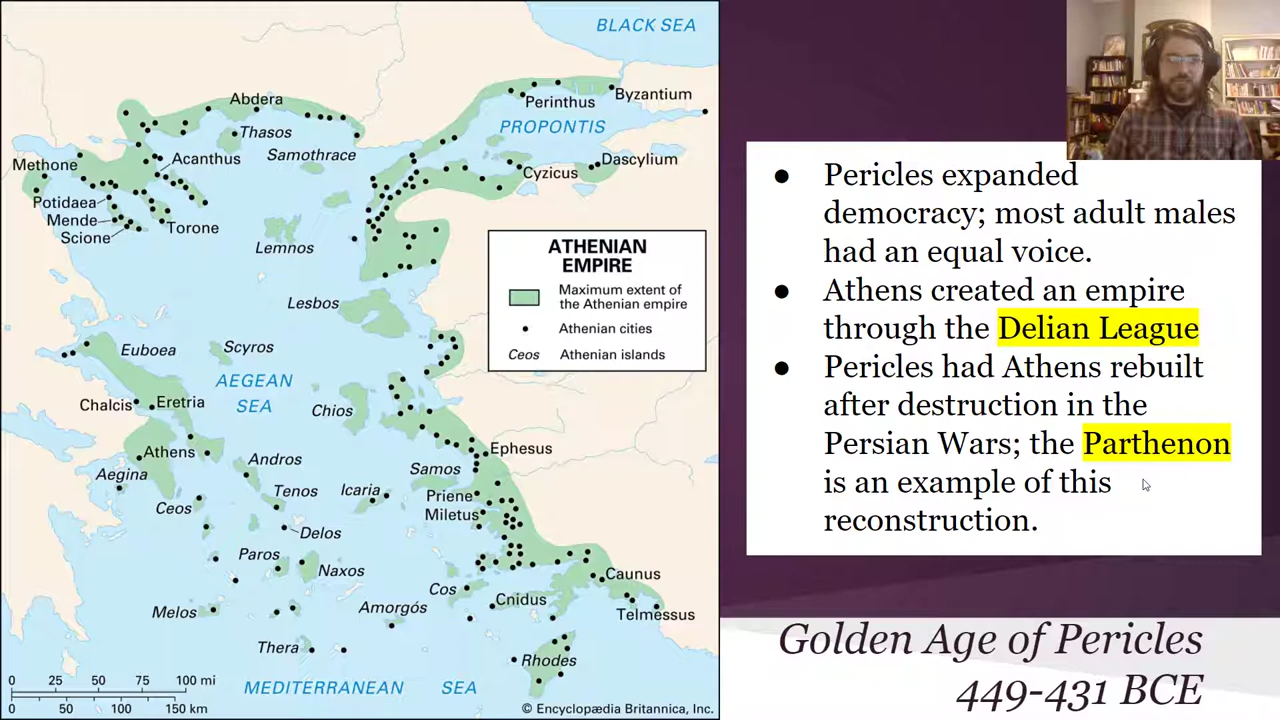 BLACK SEA
Abdera
Perinthus
Byzantium
Thasos
PROPONTIS
Methone
Acanthus
Samothrace
Dascylium
Cyzicus
Potidaea
Mende
Torone
Scione
Lemnos
ATHENIAN
EMPIRE
Maximum extent of
the Athenian empire
Athenian cities
Ceos Athenian islands
Lesbos
Euboea
Scyros
AEGEAN
SEA
Chalcis
Eretria
Chios
Athens
Ephesus
Aegina
Andros
Samos
Ceos
Tenos
Icaria
Priene
Miletus
Delos
Paros
Naxos
Caunus
Cos
Melos
Amorgós
Cnidus
Telmessus
Thera
Rhodes
0 25 50 75 100 mi
0 50 100 150 km
MEDITERRANEAN SEA
© Encyclopædia Britannica, Inc.
● Pericles expanded
democracy; most adult males
had an equal voice.
● Athens created an empire
through the Delian League
● Pericles had Athens rebuilt
after destruction in the
Persian Wars; the Parthenon
is an example of this
reconstruction.
Golden Age of Pericles
449-431 BCE